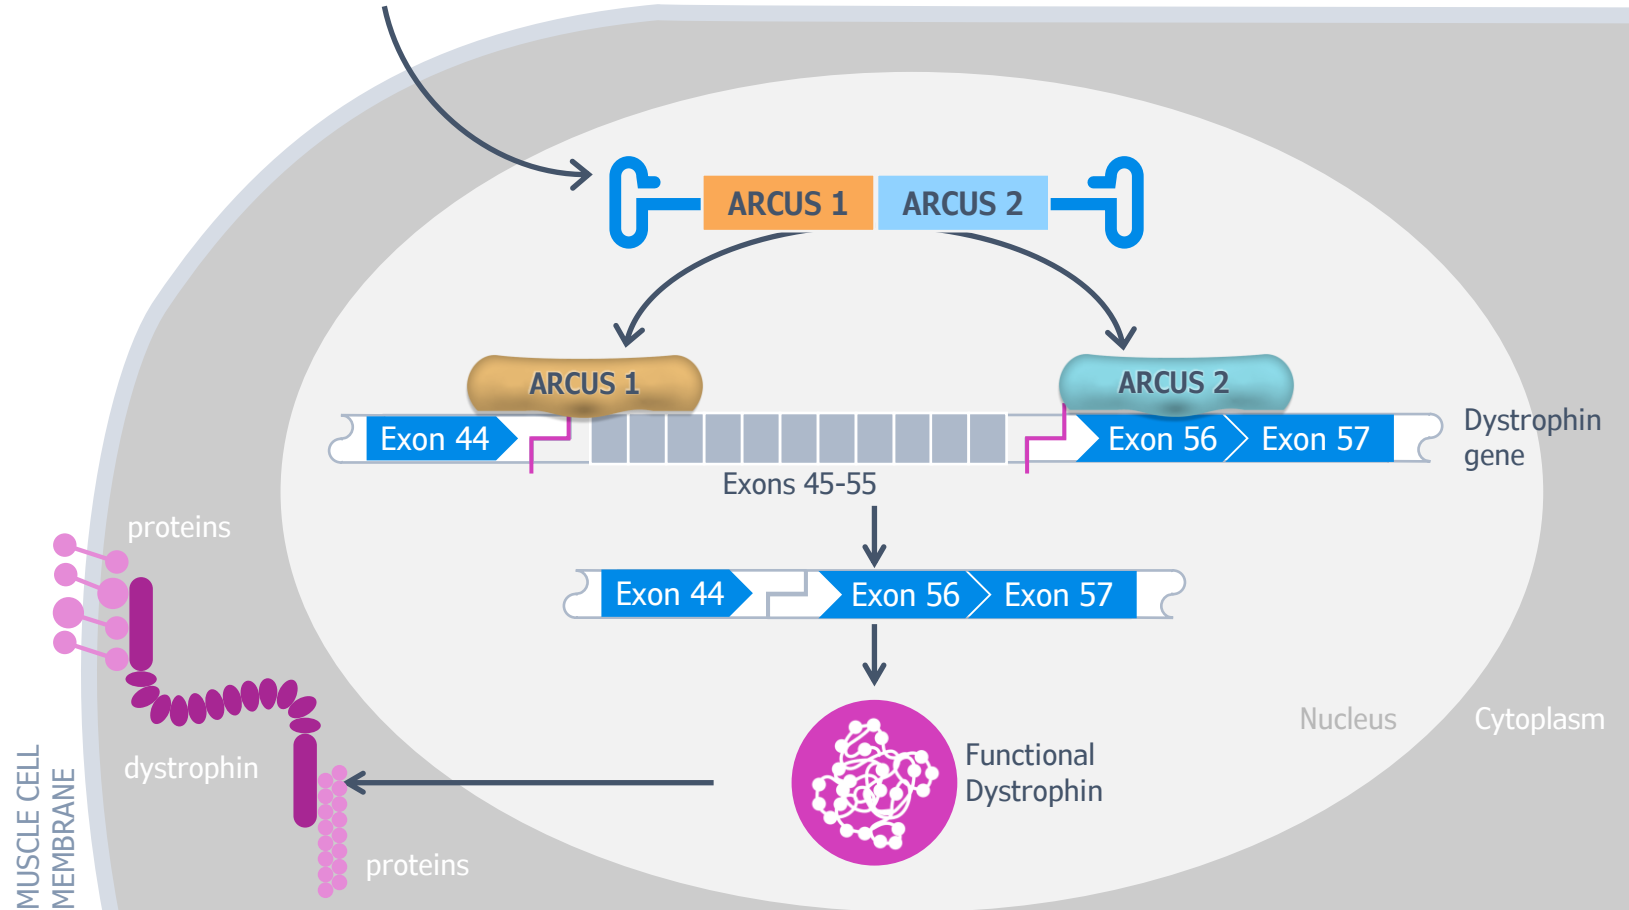 ARCUS 1
ARCUS 2
ARCUS 1
ARCUS 2
Exon 44
Exon 56
Exon 57
Dystrophin
gene
Exons 45-55
proteins
Exon 44
Exon 56
Exon 57
Nucleus
Cytoplasm
Functional
Dystrophin
dystrophin
proteins
MUSCLE CELL
MEMBRANE